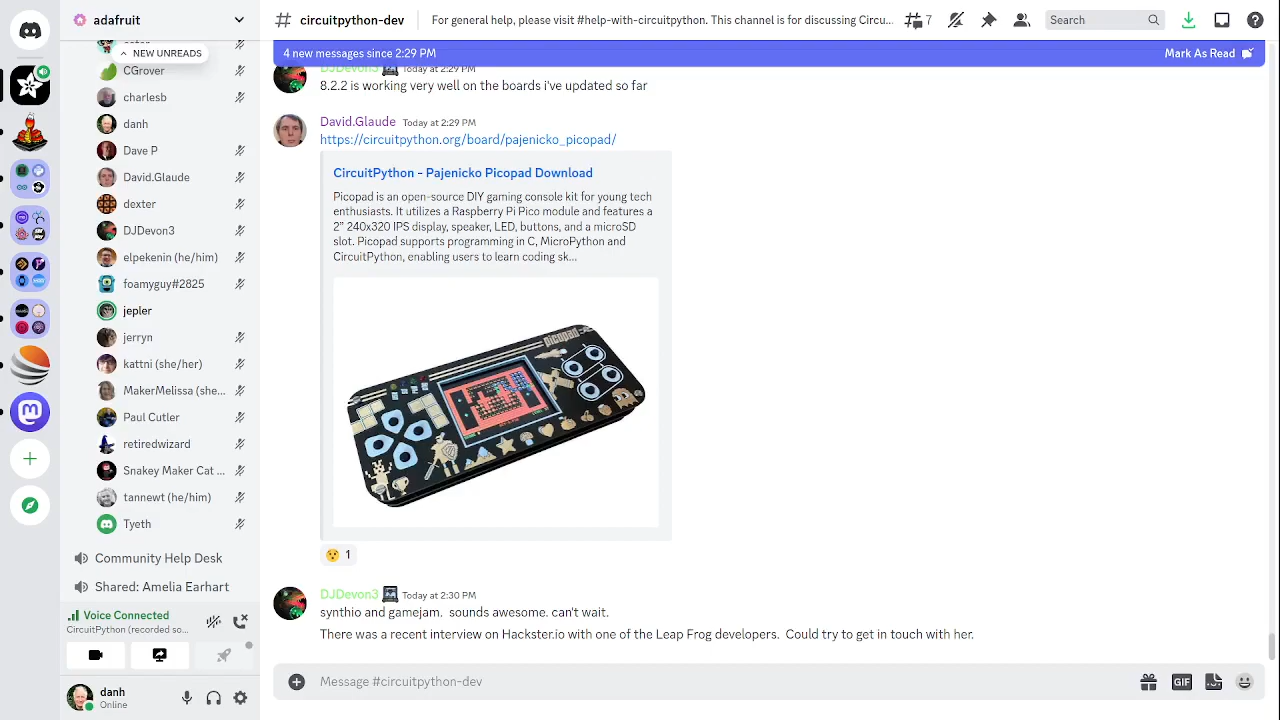 adafruit
circuitpython-dev
For general help, please visit #help-with-circuitpython. This channel is for discussing Circu...
7
Search
NEW UNREADS
4 new messages since 2:29 PM
Mark As Read
CGrover
charlesb
danh
Dave P
David.Glaude
dexter
DJDevon3
elpekenin (he/him)
foamyguy#2825
jepler
jerryn
kattni (she/her)
MakerMelissa (she...
Paul Cutler
retiredwizard
Snakey Maker Cat ...
tannewt (he/him)
Tyeth
Community Help Desk
Shared: Amelia Earhart
Voice Connected
CircuitPython (recorded so...
danh
Online
DJDevon3 Today at 2:29 PM
8.2.2 is working very well on the boards i've updated so far
David.Glaude Today at 2:29 PM
https://circuitpython.org/board/pajenicko_picopad/
CircuitPython - Pajenicko Picopad Download
Picopad is an open-source DIY gaming console kit for young tech
enthusiasts. It utilizes a Raspberry Pi Pico module and features a
2" 240x320 IPS display, speaker, LED, buttons, and a microSD
slot. Picopad supports programming in C, MicroPython and
CircuitPython, enabling users to learn coding sk...
picopad
1
DJDevon3 Today at 2:30 PM
synthio and gamejam. sounds awesome. can't wait.
There was a recent interview on Hackster.io with one of the Leap Frog developers. Could try to get in touch with her.
Message #circuitpython-dev
GIF